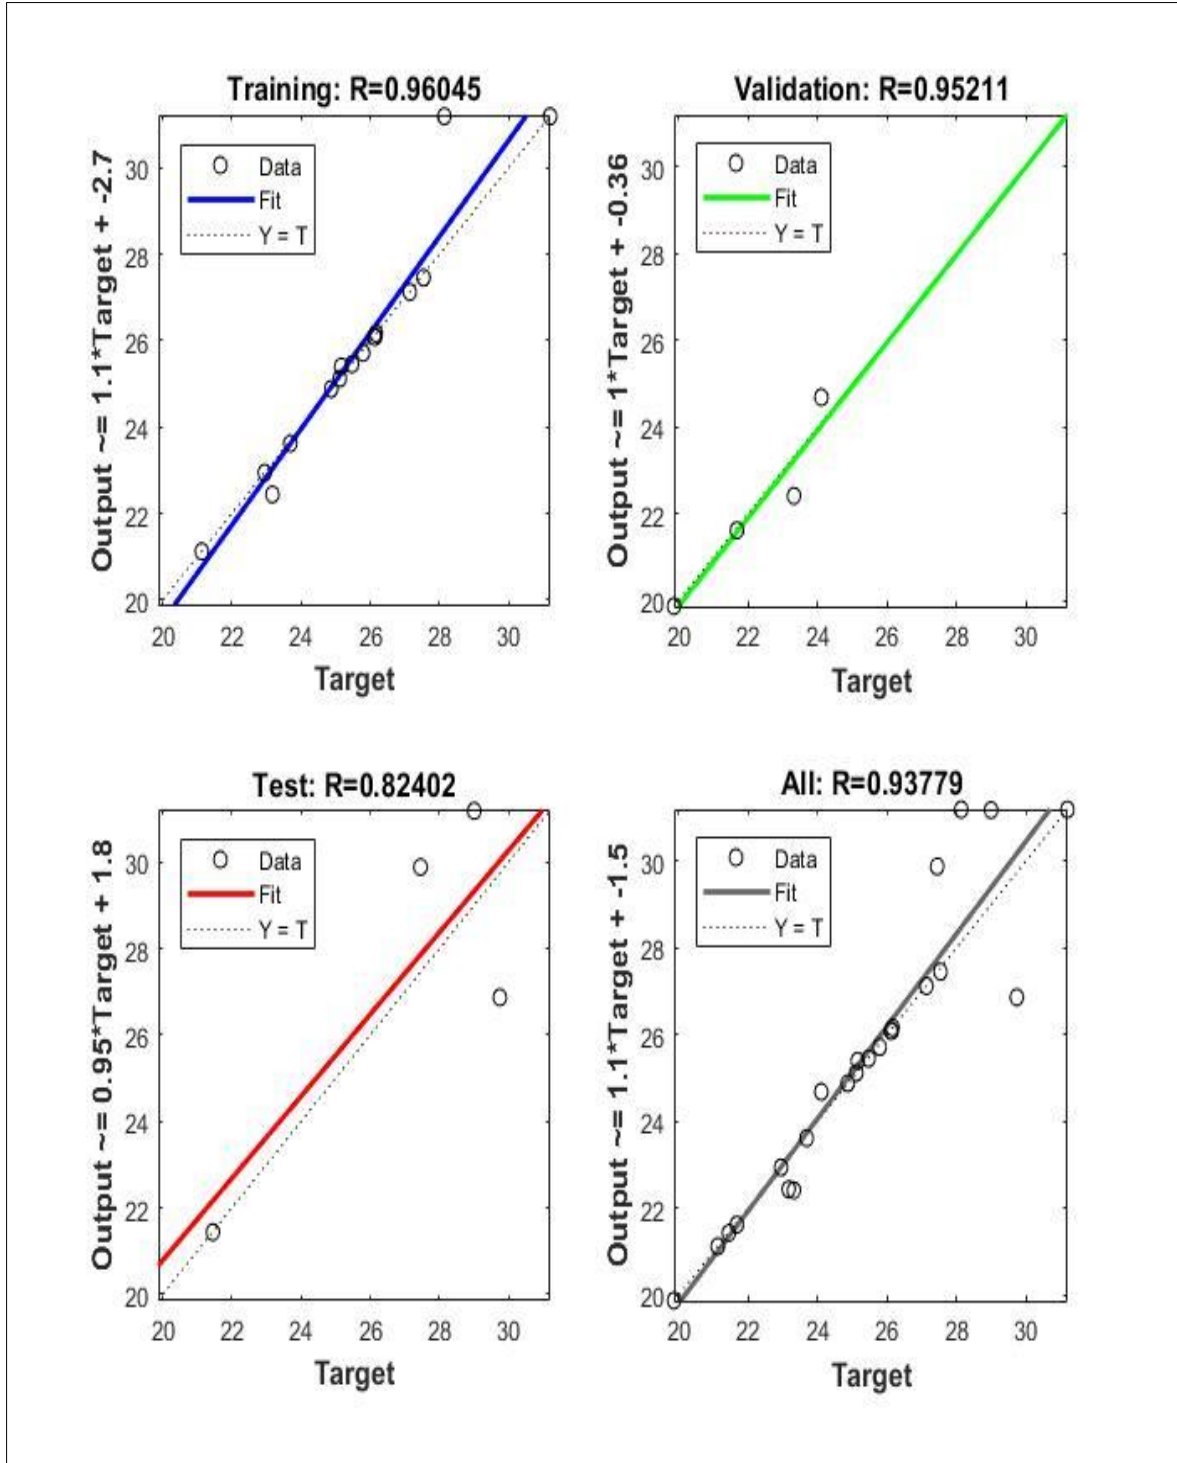 Training: R=0.96045
Output ~= 1.1*Target + -2.7
Data
Fit
Y = T
30
28
26
24
22
20
20 22 24 26 28 30
Target
Validation: R=0.95211
Output ~= 1*Target + -0.36
Data
Fit
Y = T
30
28
26
24
22
20
20 22 24 26 28 30
Target
Test: R=0.82402
Output ~= 0.95*Target + 1.8
Data
Fit
Y = T
30
28
26
24
22
20
20 22 24 26 28 30
Target
All: R=0.93779
Output ~= 1.1*Target + -1.5
Data
Fit
Y = T
30
28
26
24
22
20
20 22 24 26 28 30
Target